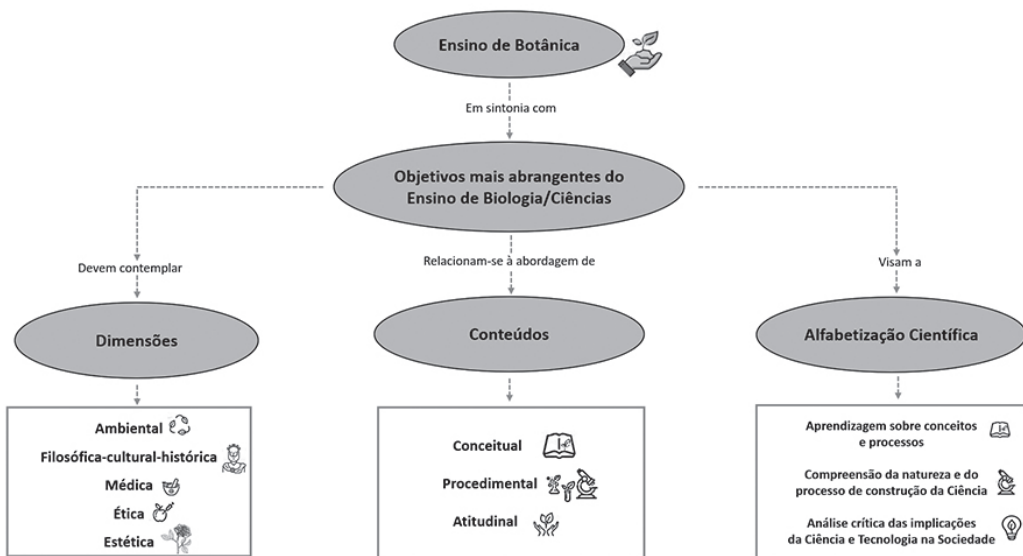 Ensino de Botânica
Em sintonia com
Objetivos mais abrangentes do
Ensino de Biologia/Ciências
Devem contemplar
Relacionam-se à abordagem de
Visam a
Dimensões
Conteúdos
Alfabetização Científica
Ambiental
Filosófica-cultural-histórica
Médica
Ética
Estética
Conceitual
Procedimental
Atitudinal
Aprendizagem sobre conceitos
e processos
Compreensão da natureza e do
processo de construção da Ciência
Análise crítica das implicações
da Ciência e Tecnologia na Sociedade